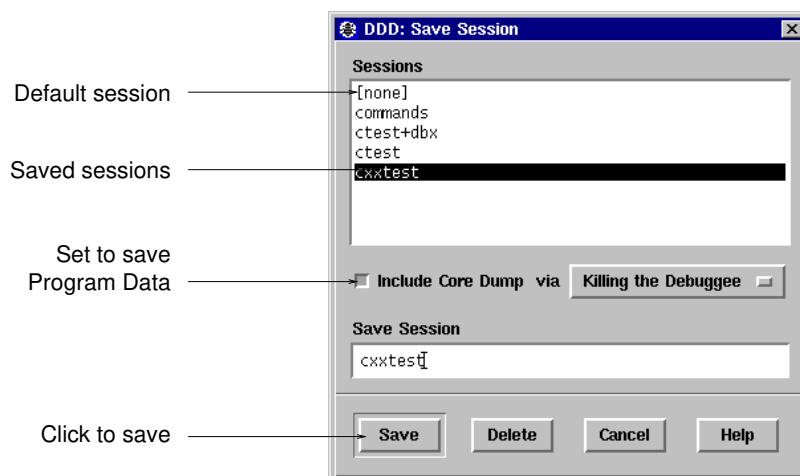 DDD: Save Session
Sessions
Default session
[none]
commands
ctest+dbx
ctest
Saved sessions
cxxtest
Set to save
Program Data
Include Core Dump via Killing the Debuggee
Save Session
cxxtest
Click to save
Save Delete Cancel Help